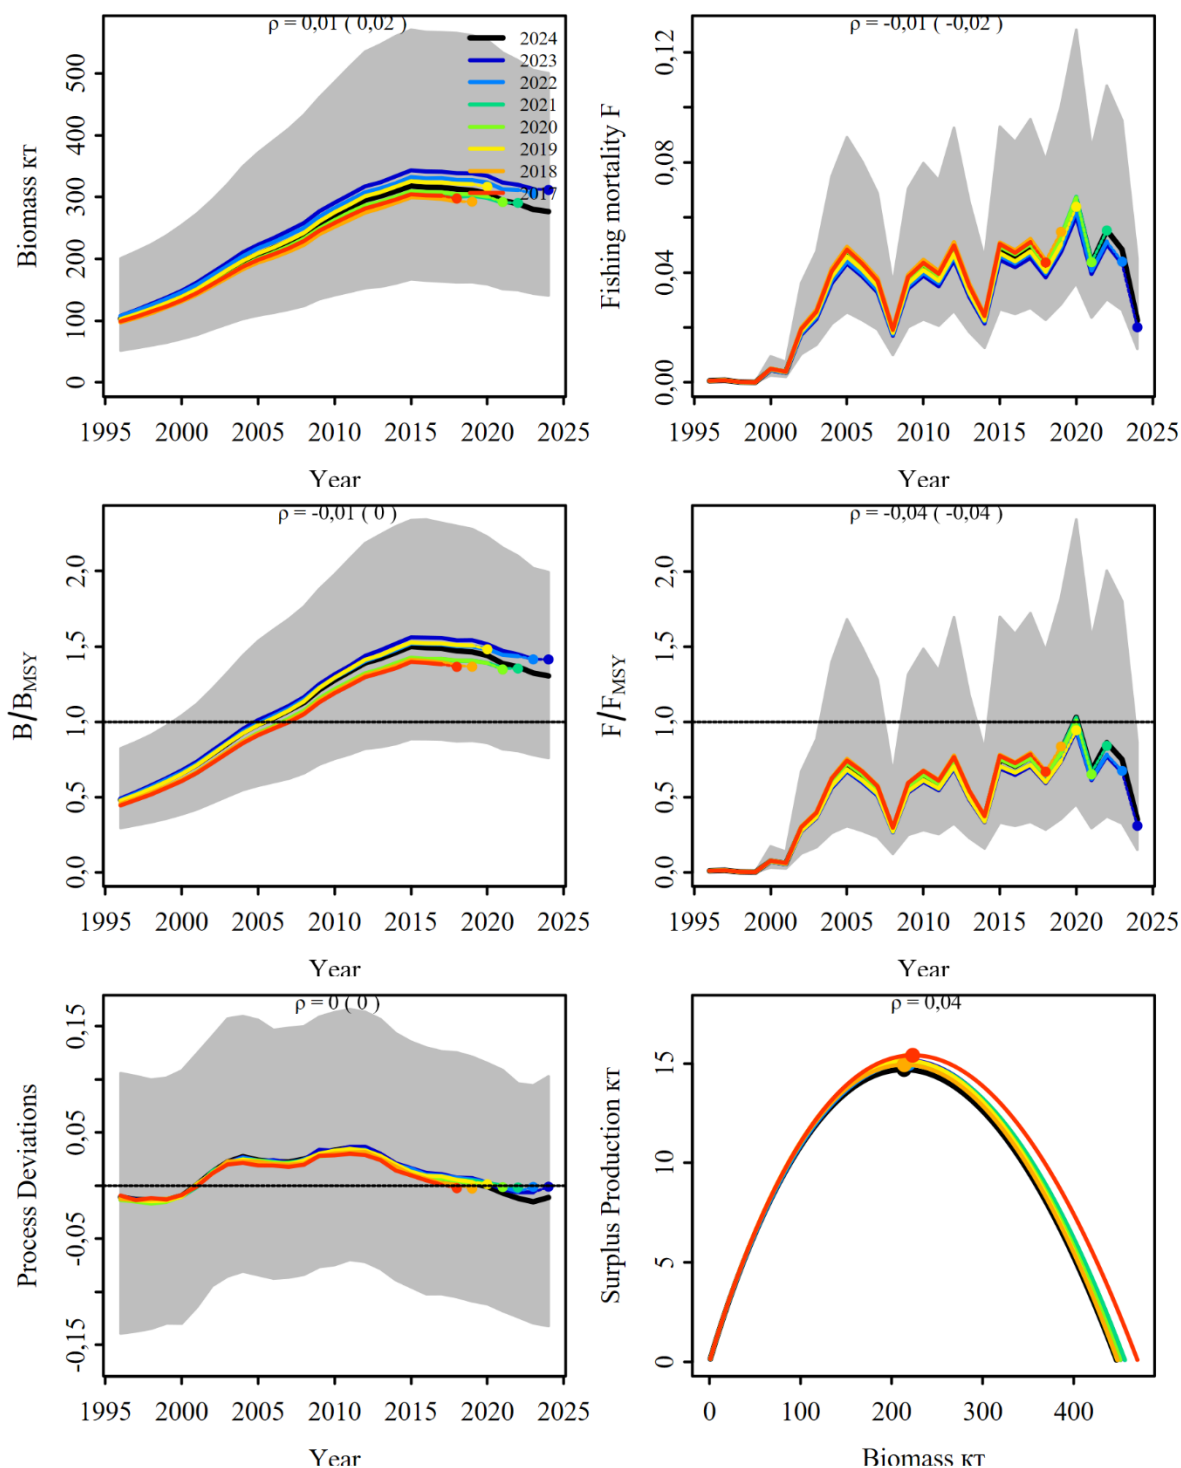 ρ = 0,01 ( 0,02 )
Biomass кт
0 100 200 300 400 500
2024
2023
2022
2021
2020
2019
2018
2017
1995 2000 2005 2010 2015 2020 2025
Year
ρ = -0,01 ( -0,02 )
Fishing mortality F
0,00 0,04 0,08 0,12
1995 2000 2005 2010 2015 2020 2025
Year
ρ = -0,01 ( 0 )
B/BMSY
0,0 0,5 1,0 1,5 2,0
1995 2000 2005 2010 2015 2020 2025
Year
ρ = -0,04 ( -0,04 )
F/FMSY
0,0 0,5 1,0 1,5 2,0
1995 2000 2005 2010 2015 2020 2025
Year
ρ = 0 ( 0 )
Process Deviations
-0,15 -0,05 0,05 0,15
1995 2000 2005 2010 2015 2020 2025
Year
ρ = 0,04
Surplus Production кт
0 5 10 15
0 100 200 300 400
Biomass кт